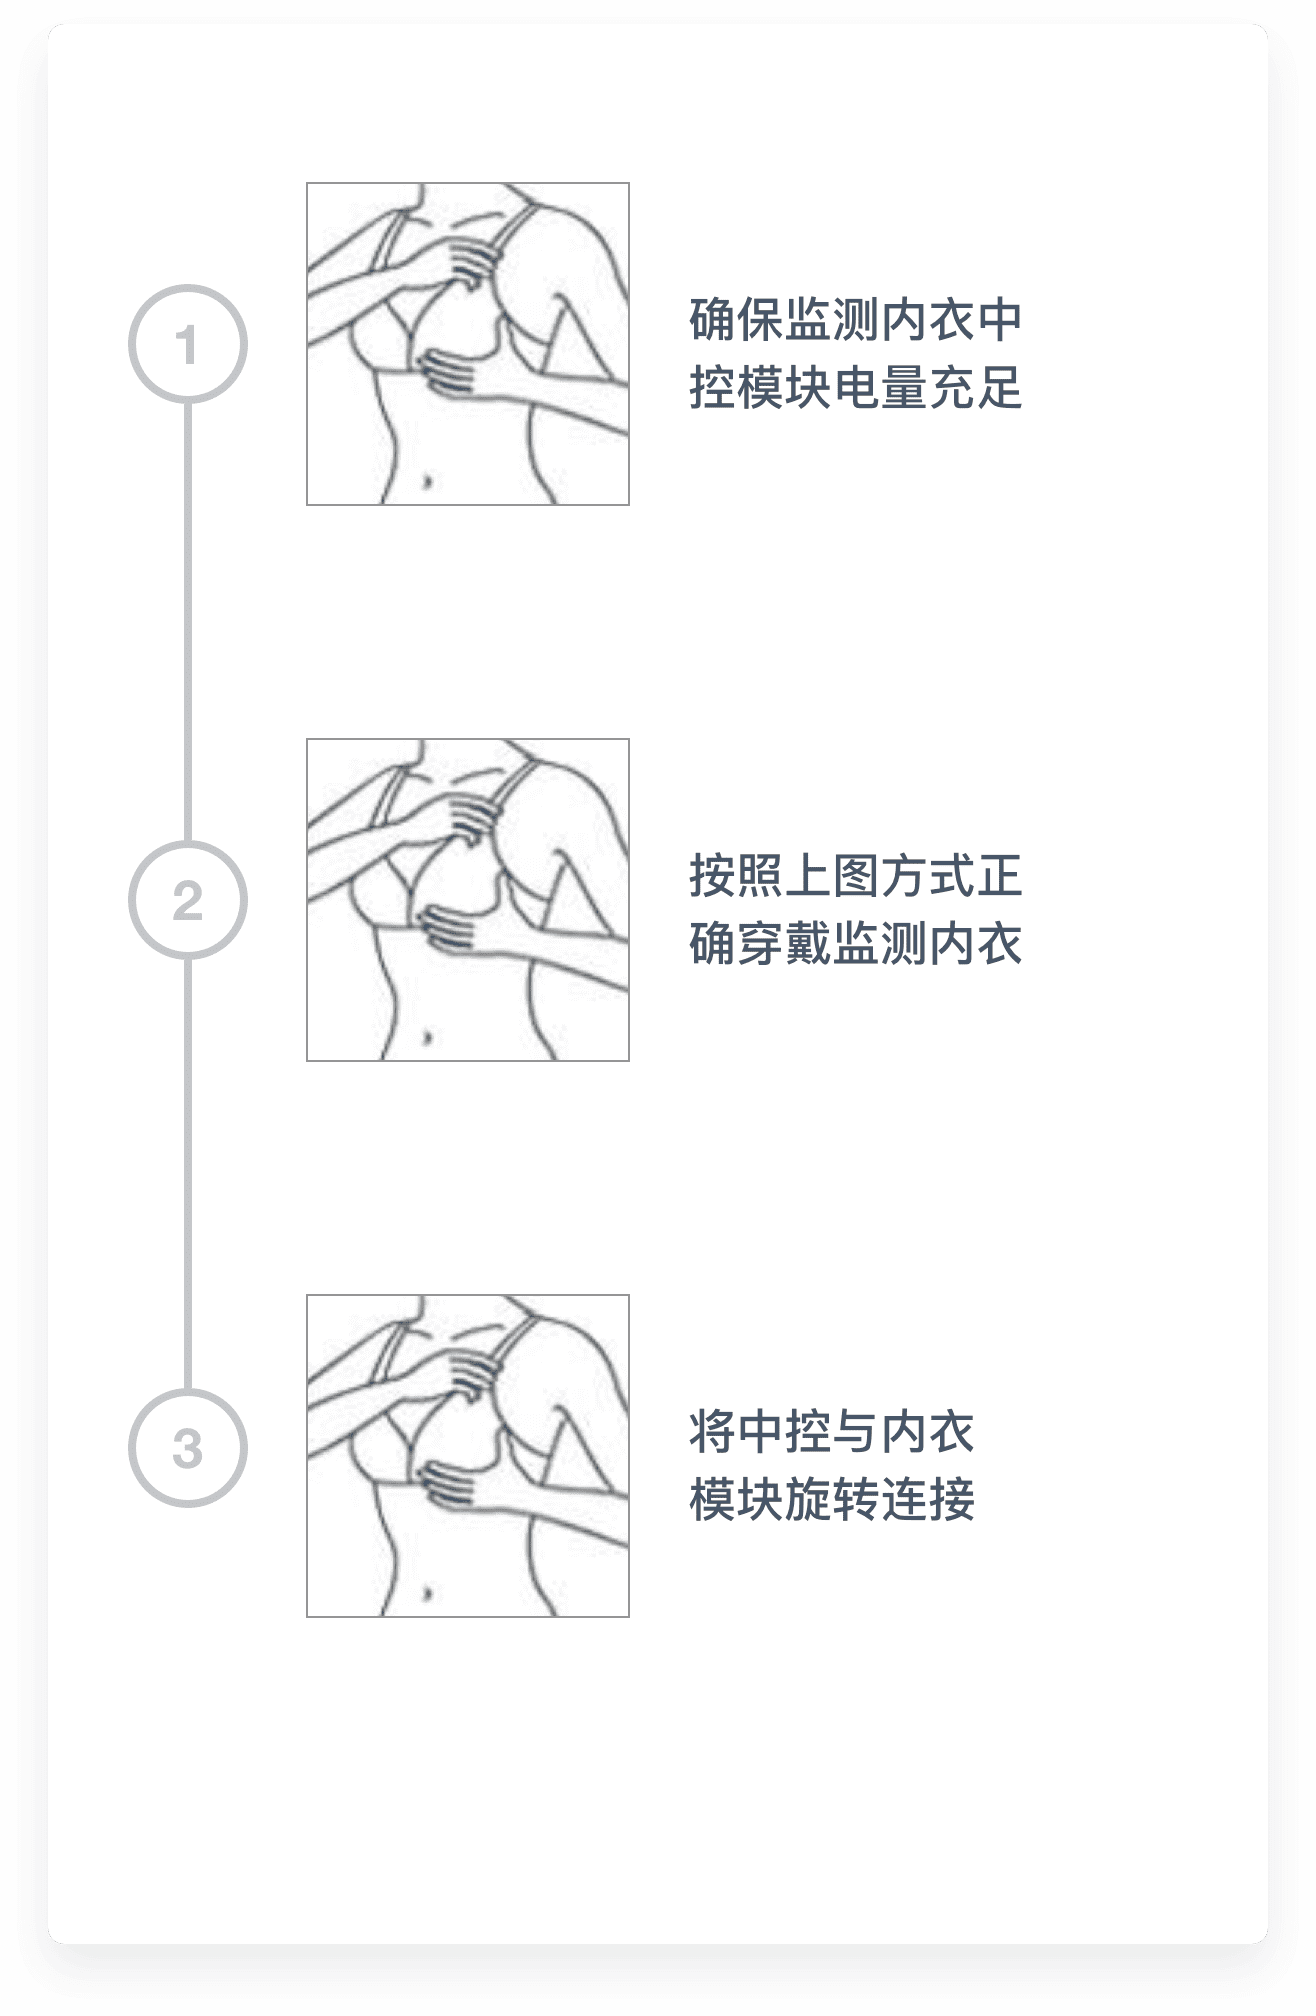 1
确保监测内衣中
控模块电量充足
2
按照上图方式正
确穿戴监测内衣
3
将中控与内衣
模块旋转连接